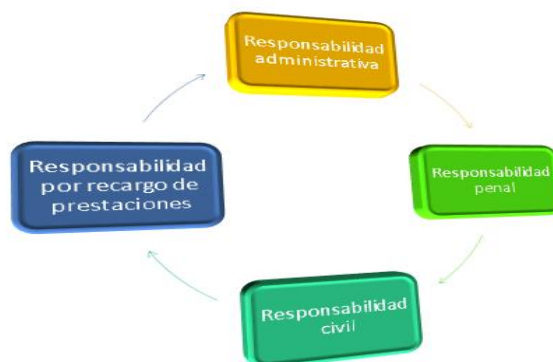 Responsabilidad
administrativa
Responsabilidad
penal
Responsabilidad
civil
Responsabilidad
por recargo de
prestaciones